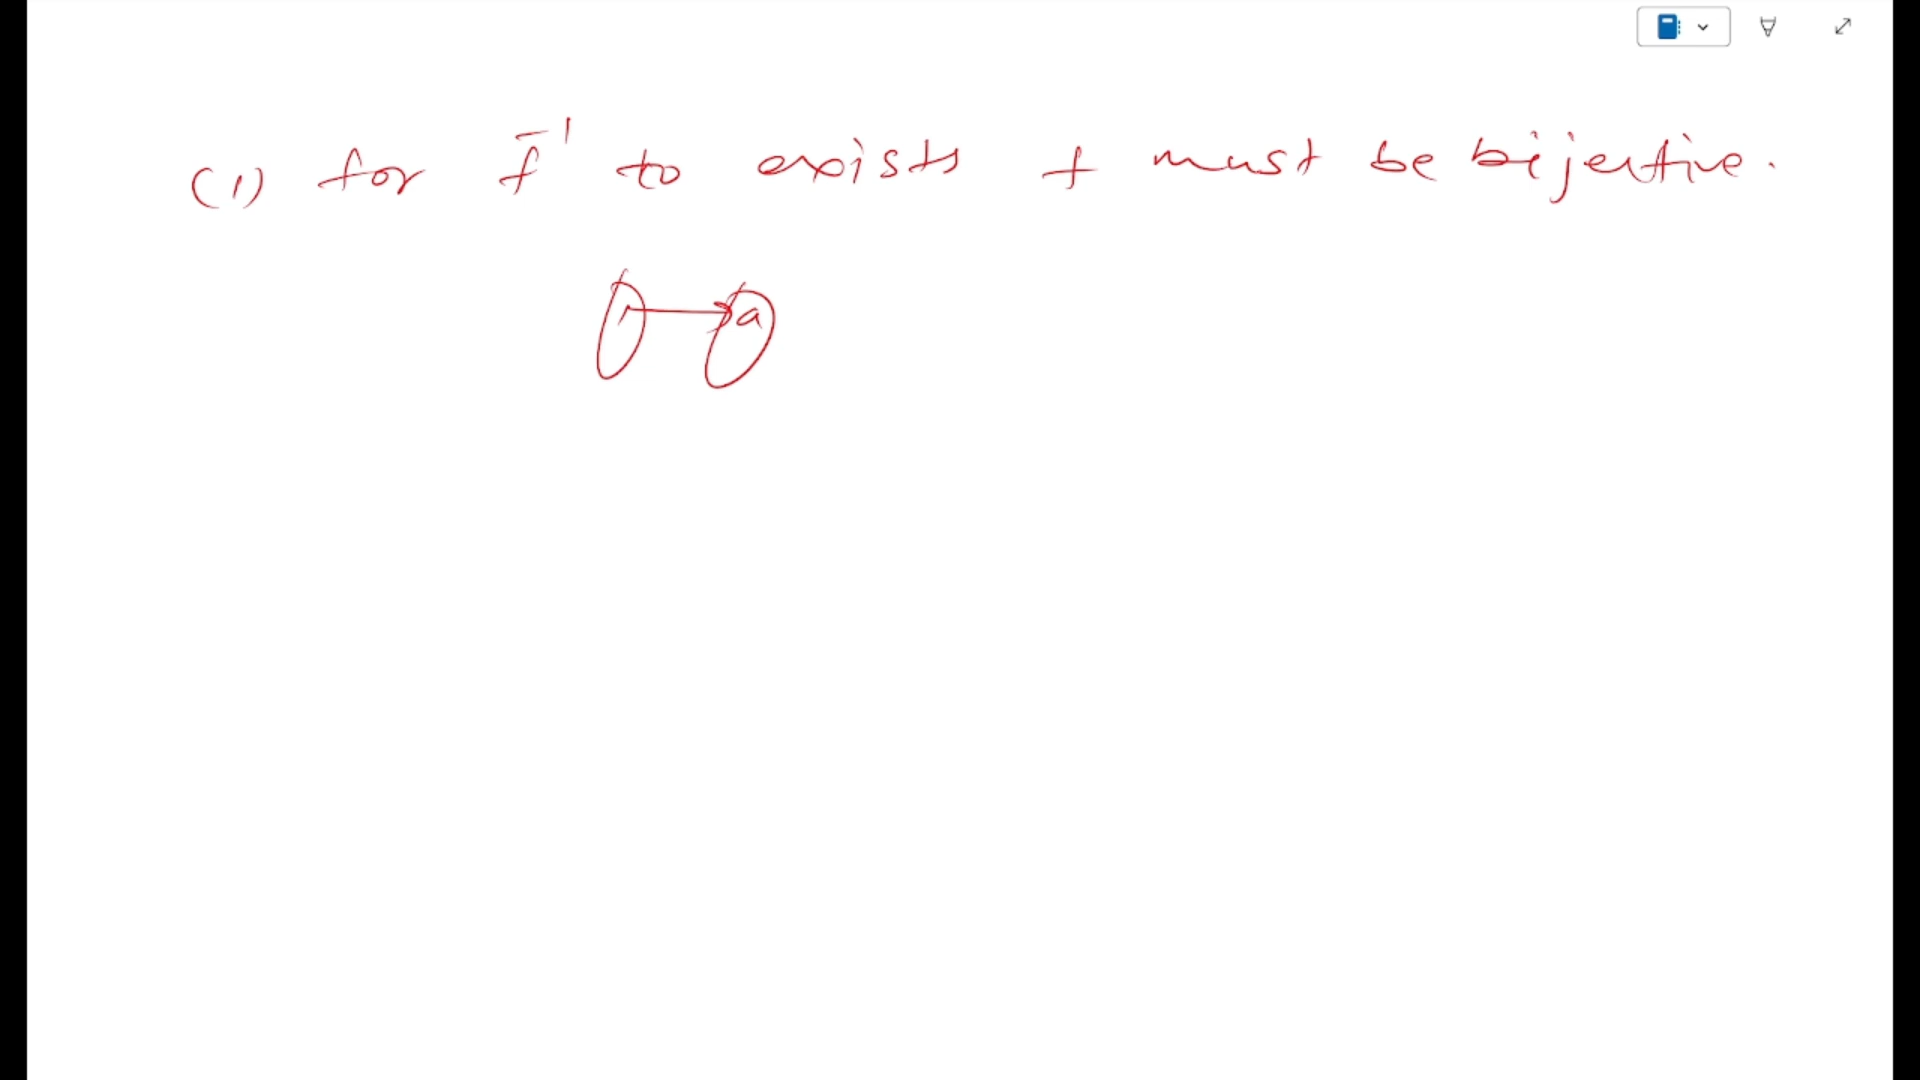 (1) for f⁻¹ to exists f must be bijective.
1 a